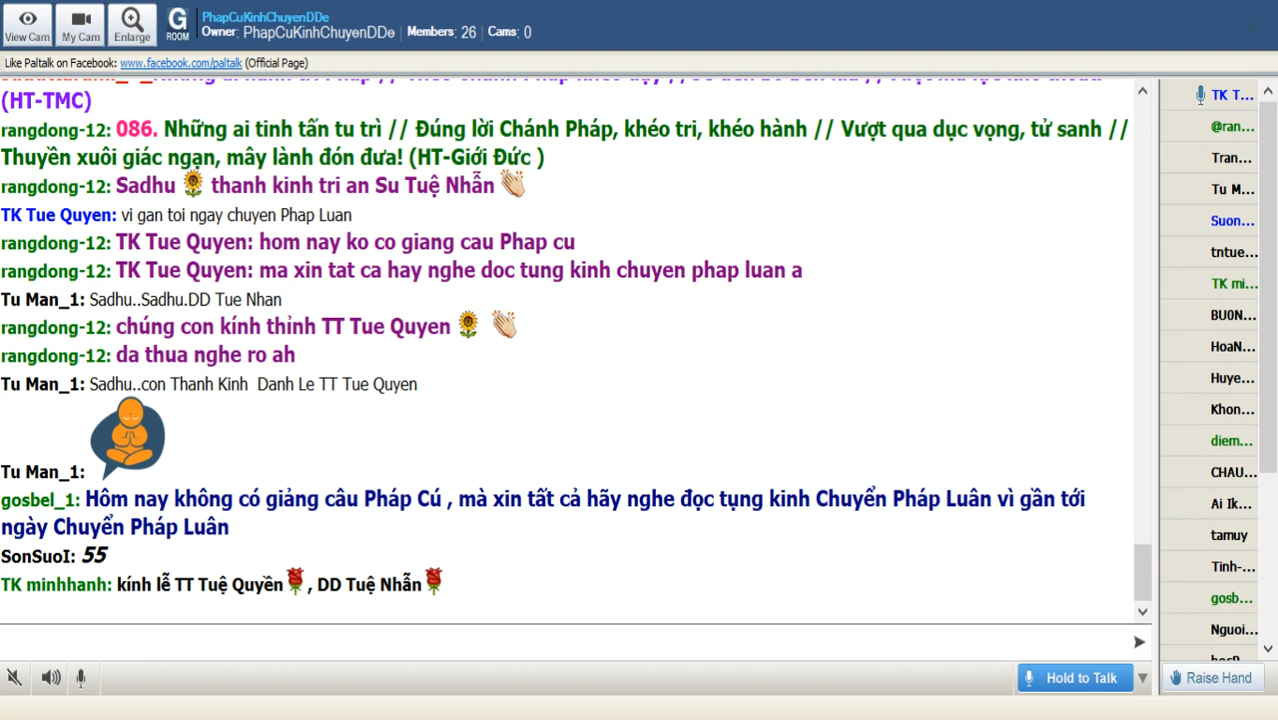 View Cam
My Cam
Enlarge
G
ROOM
PhapCuKinhChuyenDDe
Owner: PhapCuKinhChuyenDDe | Members: 26 | Cams: 0
Like Paltalk on Facebook: www.facebook.com/paltalk (Official Page)
(HT-TMC)
rangdong-12: 086. Những ai tinh tấn tu trì // Đúng lời Chánh Pháp, khéo tri, khéo hành // Vượt qua dục vọng, tử sanh //
Thuyền xuôi giác ngạn, mây lành đón đưa! (HT-Giới Đức )
rangdong-12: Sadhu thanh kinh tri an Su Tuệ Nhẫn
TK Tue Quyen: vi gan toi ngay chuyen Phap Luan
rangdong-12: TK Tue Quyen: hom nay ko co giang cau Phap cu
rangdong-12: TK Tue Quyen: ma xin tat ca hay nghe doc tung kinh chuyen phap luan a
Tu Man_1: Sadhu..Sadhu.DD Tue Nhan
rangdong-12: chúng con kính thỉnh TT Tue Quyen
rangdong-12: da thua nghe ro ah
Tu Man_1: Sadhu..con Thanh Kinh Danh Le TT Tue Quyen
Tu Man_1:
gosbel_1: Hôm nay không có giảng câu Pháp Cú , mà xin tất cả hãy nghe đọc tụng kinh Chuyển Pháp Luân vì gần tới
ngày Chuyển Pháp Luân
SonSuoI: 55
TK minhhanh: kính lễ TT Tuệ Quyền, DD Tuệ Nhẫn
TK T...
@ran...
Tran...
Tu M...
Suon...
tntue...
TK mi...
BU0N...
HoaN...
Huye...
Khon...
diem...
CHAU...
Ai Ik...
tamuy
Tinh-...
gosb...
Nguoi...
Hold to Talk
Raise Hand